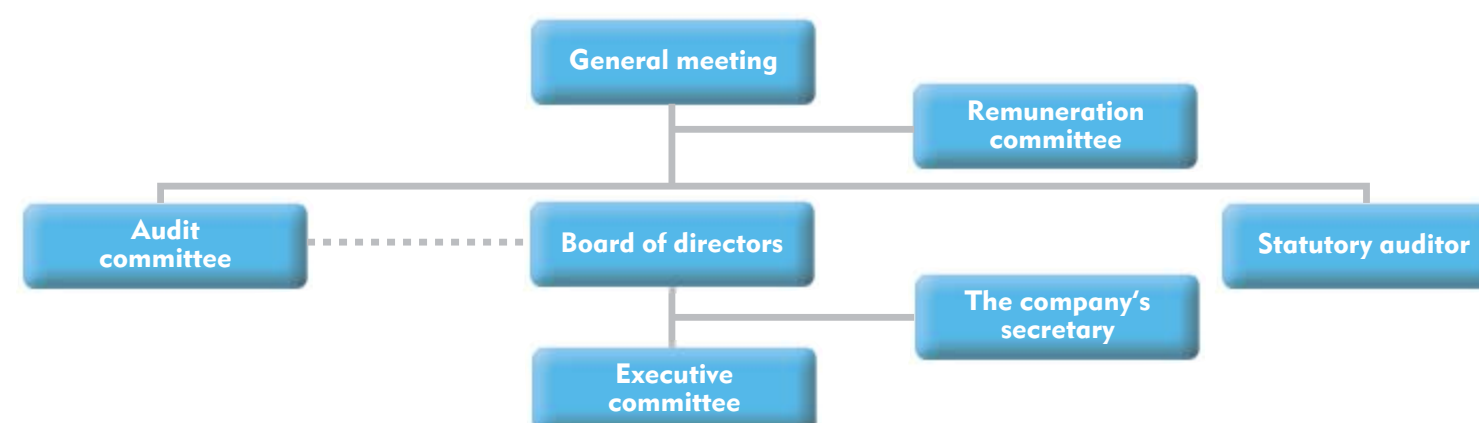 General meeting
Remuneration
committee
Audit
committee
Board of directors
Statutory auditor
The company's
secretary
Executive
committee